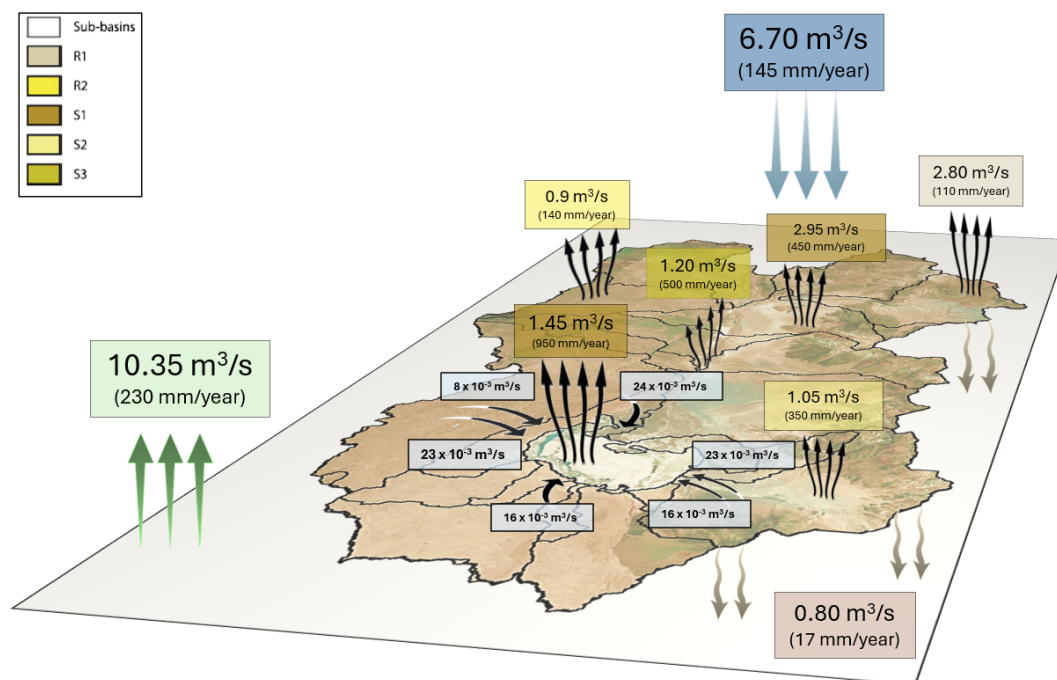 Sub-basins
R1
R2
S1
S2
S3
6.70 m³/s
(145 mm/year)
2.80 m³/s
(110 mm/year)
0.9 m³/s
(140 mm/year)
2.95 m³/s
(450 mm/year)
1.20 m³/s
(500 mm/year)
1.45 m³/s
(950 mm/year)
10.35 m³/s
(230 mm/year)
8 x 10⁻³ m³/s
24 x 10⁻³ m³/s
1.05 m³/s
(350 mm/year)
23 x 10⁻³ m³/s
23 x 10⁻³ m³/s
16 x 10⁻³ m³/s
16 x 10⁻³ m³/s
0.80 m³/s
(17 mm/year)